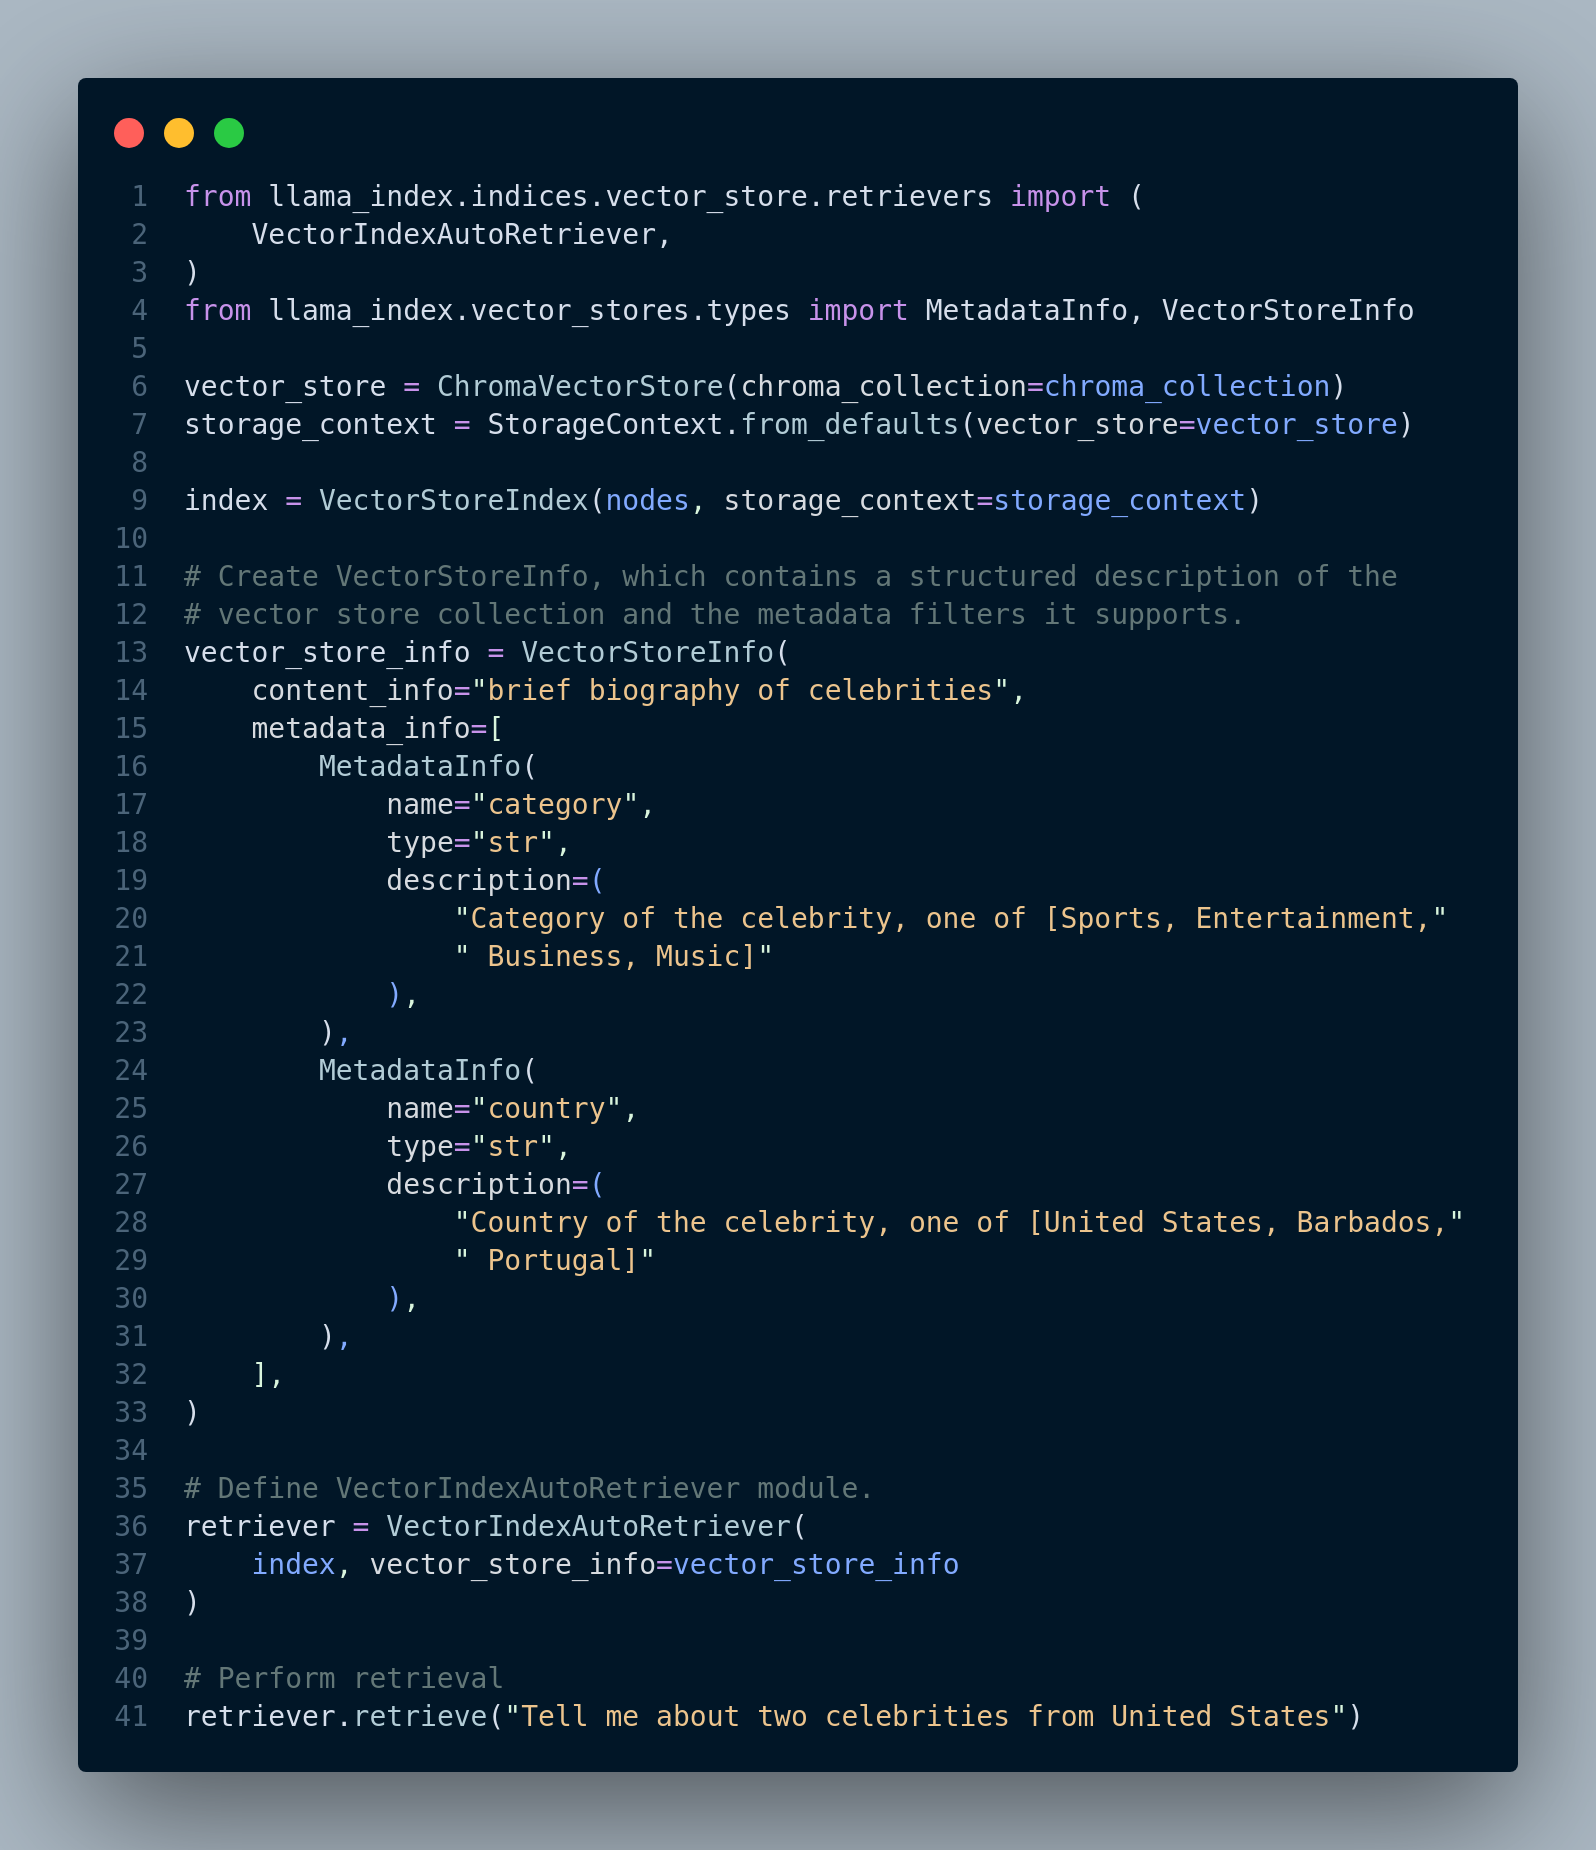 1 from llama_index.indices.vector_store.retrievers import (
2     VectorIndexAutoRetriever,
3 )
4 from llama_index.vector_stores.types import MetadataInfo, VectorStoreInfo
5
6 vector_store = ChromaVectorStore(chroma_collection=chroma_collection)
7 storage_context = StorageContext.from_defaults(vector_store=vector_store)
8
9 index = VectorStoreIndex(nodes, storage_context=storage_context)
10
11 # Create VectorStoreInfo, which contains a structured description of the
12 # vector store collection and the metadata filters it supports.
13 vector_store_info = VectorStoreInfo(
14     content_info="brief biography of celebrities",
15     metadata_info=[
16         MetadataInfo(
17             name="category",
18             type="str",
19             description=(
20                 "Category of the celebrity, one of [Sports, Entertainment,"
21                 " Business, Music]"
22             ),
23         ),
24         MetadataInfo(
25             name="country",
26             type="str",
27             description=(
28                 "Country of the celebrity, one of [United States, Barbados,"
29                 " Portugal]"
30             ),
31         ),
32     ],
33 )
34
35 # Define VectorIndexAutoRetriever module.
36 retriever = VectorIndexAutoRetriever(
37     index, vector_store_info=vector_store_info
38 )
39
40 # Perform retrieval
41 retriever.retrieve("Tell me about two celebrities from United States")